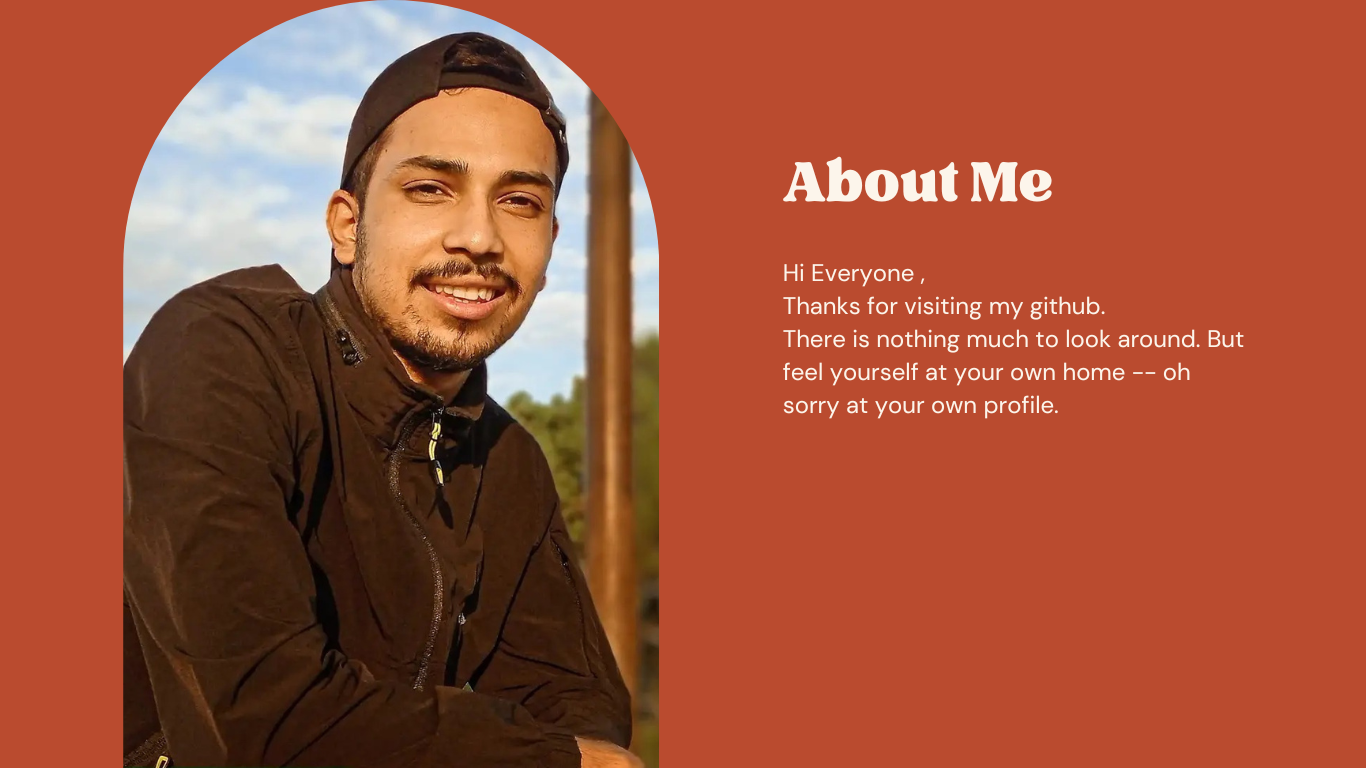 About Me
Hi Everyone ,
Thanks for visiting my github.
There is nothing much to look around. But
feel yourself at your own home -- oh
sorry at your own profile.